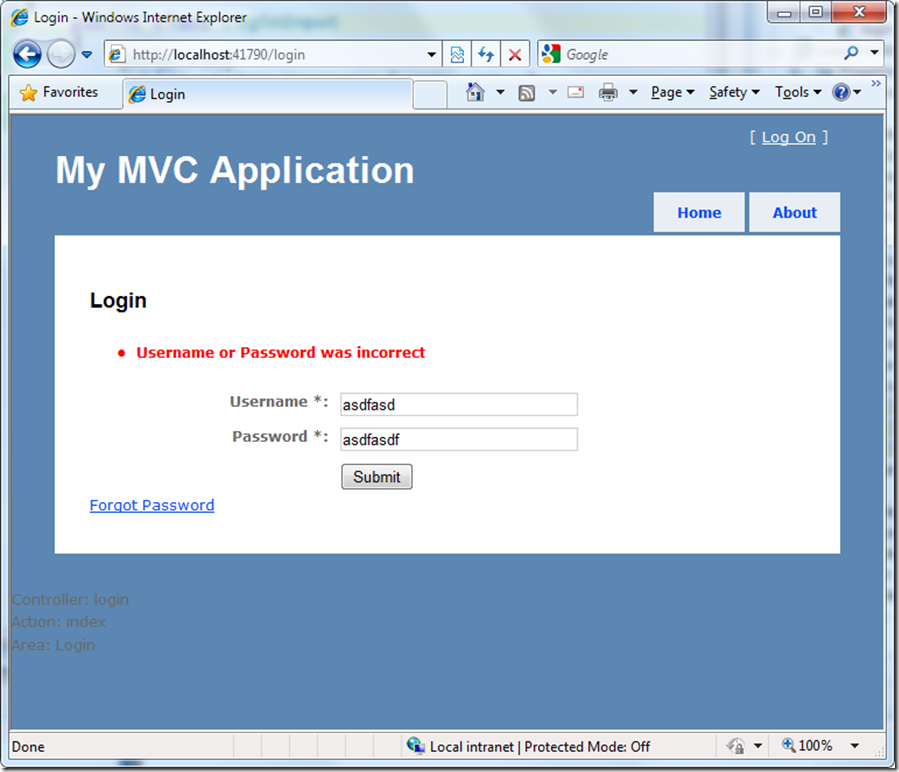 Login - Windows Internet Explorer
http://localhost:41790/login
Google
Favorites
Login
Page
Safety
Tools
[ Log On ]
My MVC Application
Home
About
Login
• Username or Password was incorrect
Username *: asdfasd
Password *: asdfasdf
Submit
Forgot Password
Controller: login
Action: index
Area: Login
Done
Local intranet | Protected Mode: Off
100%